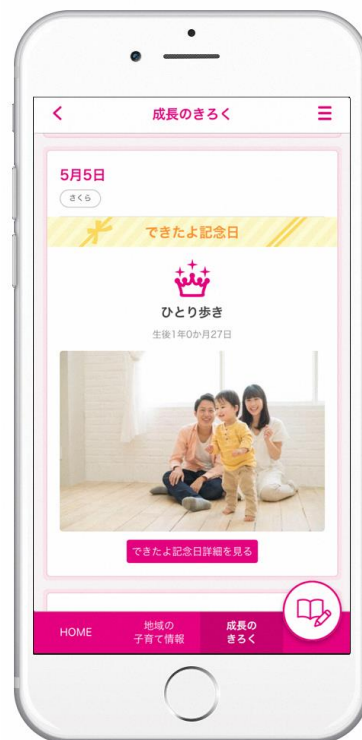 成長のきろく
5月5日
さくら
できたよ記念日
ひとり歩き
生後1年0か月27日
できたよ記念日詳細を見る
HOME
地域の
子育て情報
成長の
きろく